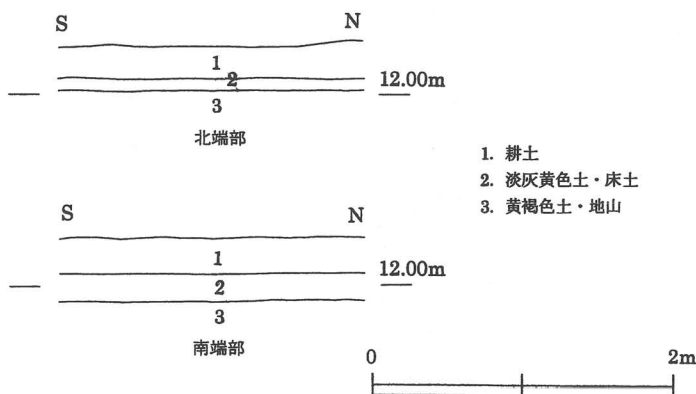 S N
1
2 12.00m
3
北端部
1. 耕土
2. 淡灰黄色土・床土
3. 黄褐色土・地山
S N
1 12.00m
2
3
南端部
0 2m